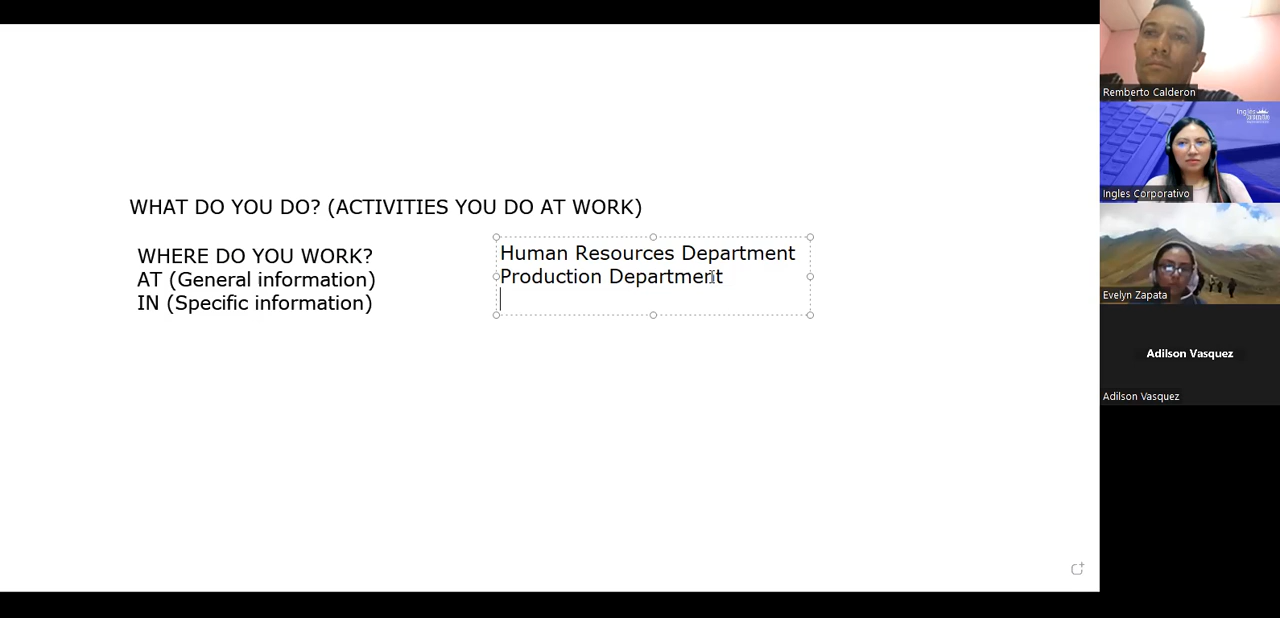 WHAT DO YOU DO? (ACTIVITIES YOU DO AT WORK)
WHERE DO YOU WORK?
AT (General information)
IN (Specific information)
Human Resources Department
Production Department
Remberto Calderon
Ingles Corporativo
Evelyn Zapata
Adilson Vasquez
Adilson Vasquez